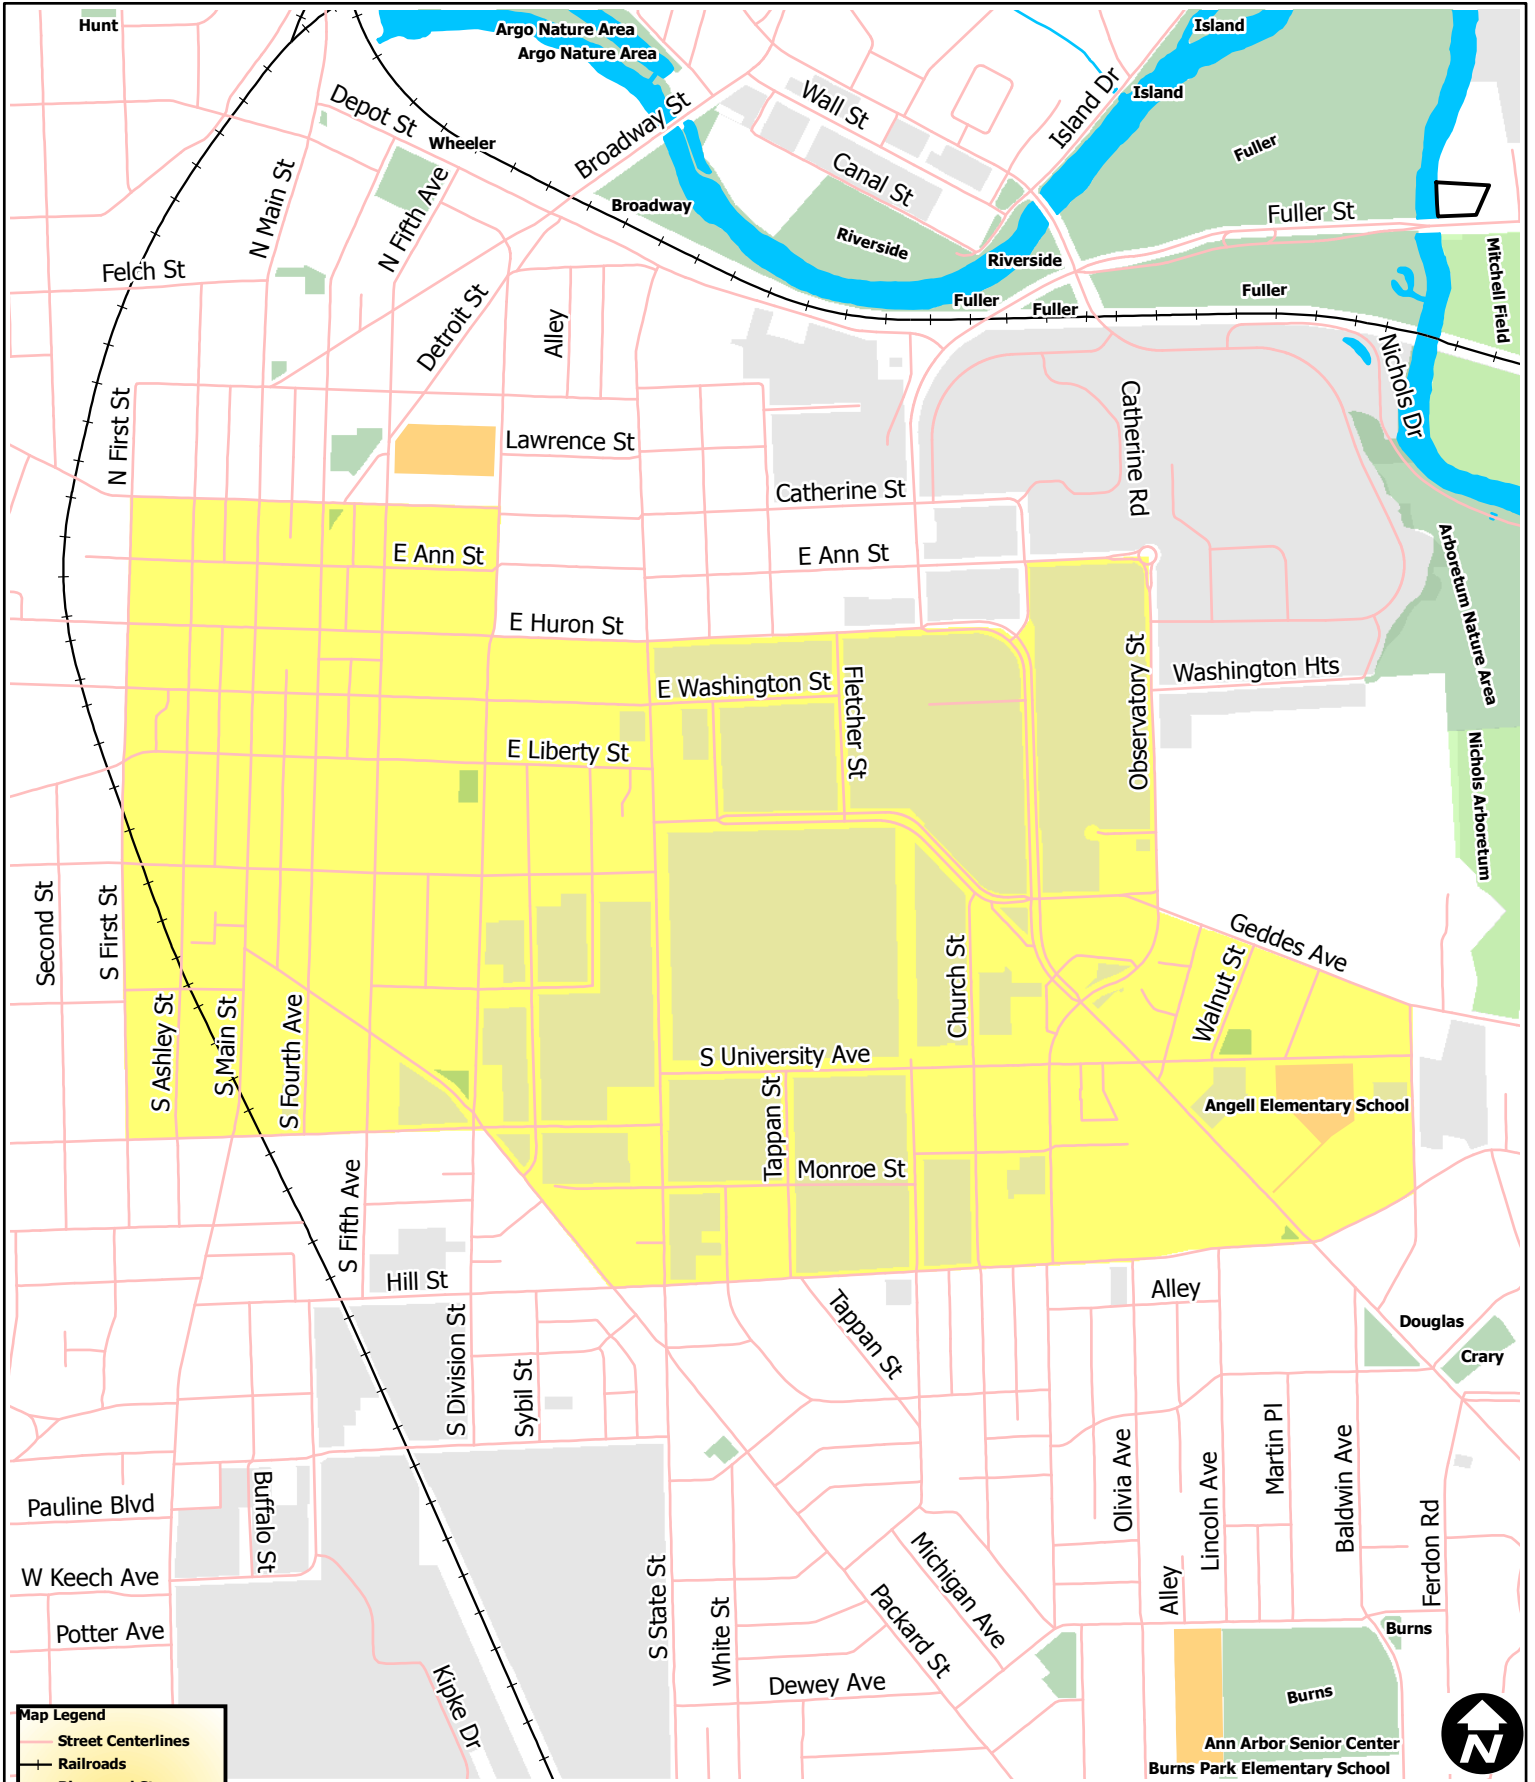 Hunt
Argo Nature Area
Argo Nature Area
Island
Island
Wall St
Island Dr
Depot St
Wheeler
Broadway St
Canal St
Fuller
Broadway
N Main St
N Fifth Ave
Fuller St
Riverside
Riverside
Mitchell Field
Felch St
Fuller
Fuller
Fuller
Detroit St
Alley
Nichols Dr
N First St
Catherine Rd
Lawrence St
Catherine St
E Ann St
E Ann St
Arboretum Nature Area
E Huron St
Observatory St
Washington Hts
E Washington St
Fletcher St
E Liberty St
Nichols Arboretum
Second St
S First St
Church St
Geddes Ave
Walnut St
S Ashley St
S Main St
S Fourth Ave
S University Ave
Tappan St
Angell Elementary School
Monroe St
S Fifth Ave
Hill St
Alley
Tappan St
Douglas
Crary
S Division St
Sybil St
Olivia Ave
Lincoln Ave
Martin Pl
Baldwin Ave
Ferdon Rd
Pauline Blvd
Buffalo St
W Keech Ave
Michigan Ave
Alley
S State St
White St
Packard St
Potter Ave
Burns
Dewey Ave
Kipke Dr
Burns
Ann Arbor Senior Center
Burns Park Elementary School
Map Legend
Street Centerlines
Railroads
N